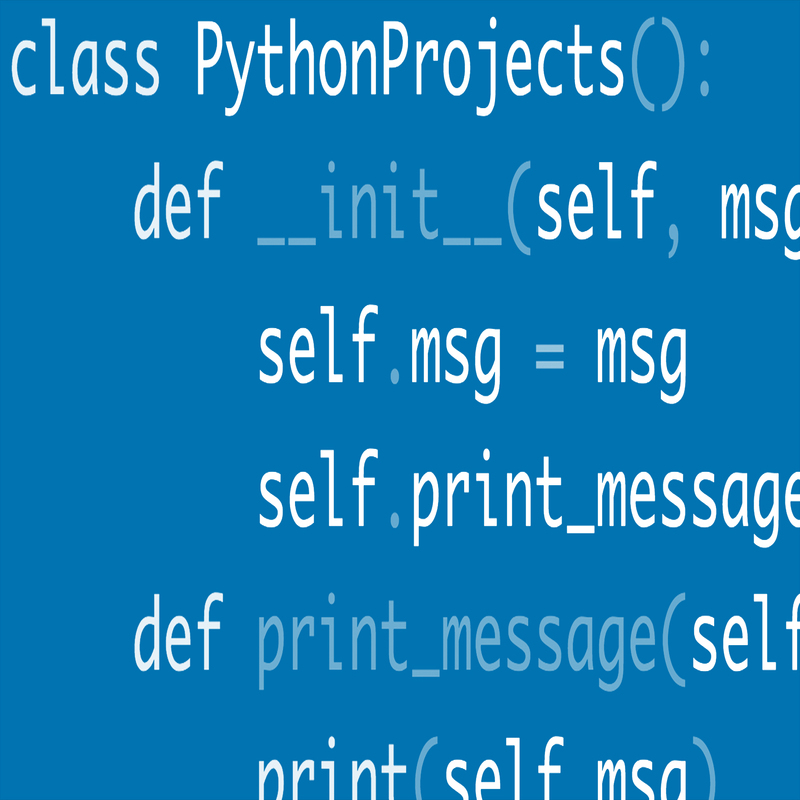 class PythonProjects():
    def __init__(self, msg
        self.msg = msg
        self.print_message
    def print_message(self
        print(self.msg)